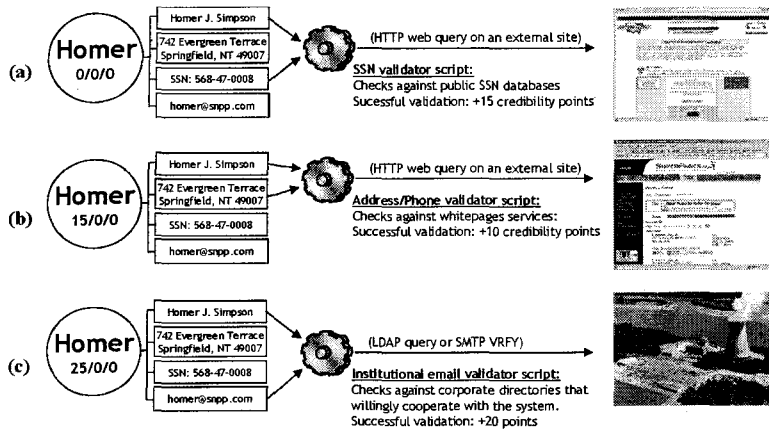 (a)
Homer
0/0/0
Homer J. Simpson
742 Evergreen Terrace
Springfield, NT 49007
SSN: 568-47-0008
homer@snpp.com
(HTTP web query on an external site)
SSN validator script:
Checks against public SSN databases
Sucessful validation: +15 credibility points
(b)
Homer
15/0/0
Homer J. Simpson
742 Evergreen Terrace
Springfield, NT 49007
SSN: 568-47-0008
homer@snpp.com
(HTTP web query on an external site)
Address/Phone validator script:
Checks against whitepages services:
Successful validation: +10 credibility points
(c)
Homer
25/0/0
Homer J. Simpson
742 Evergreen Terrace
Springfield, NT 49007
SSN: 568-47-0008
homer@snpp.com
(LDAP query or SMTP VRFY)
Institutional email validator script:
Checks against corporate directories that
willingly cooperate with the system.
Successful validation: +20 points